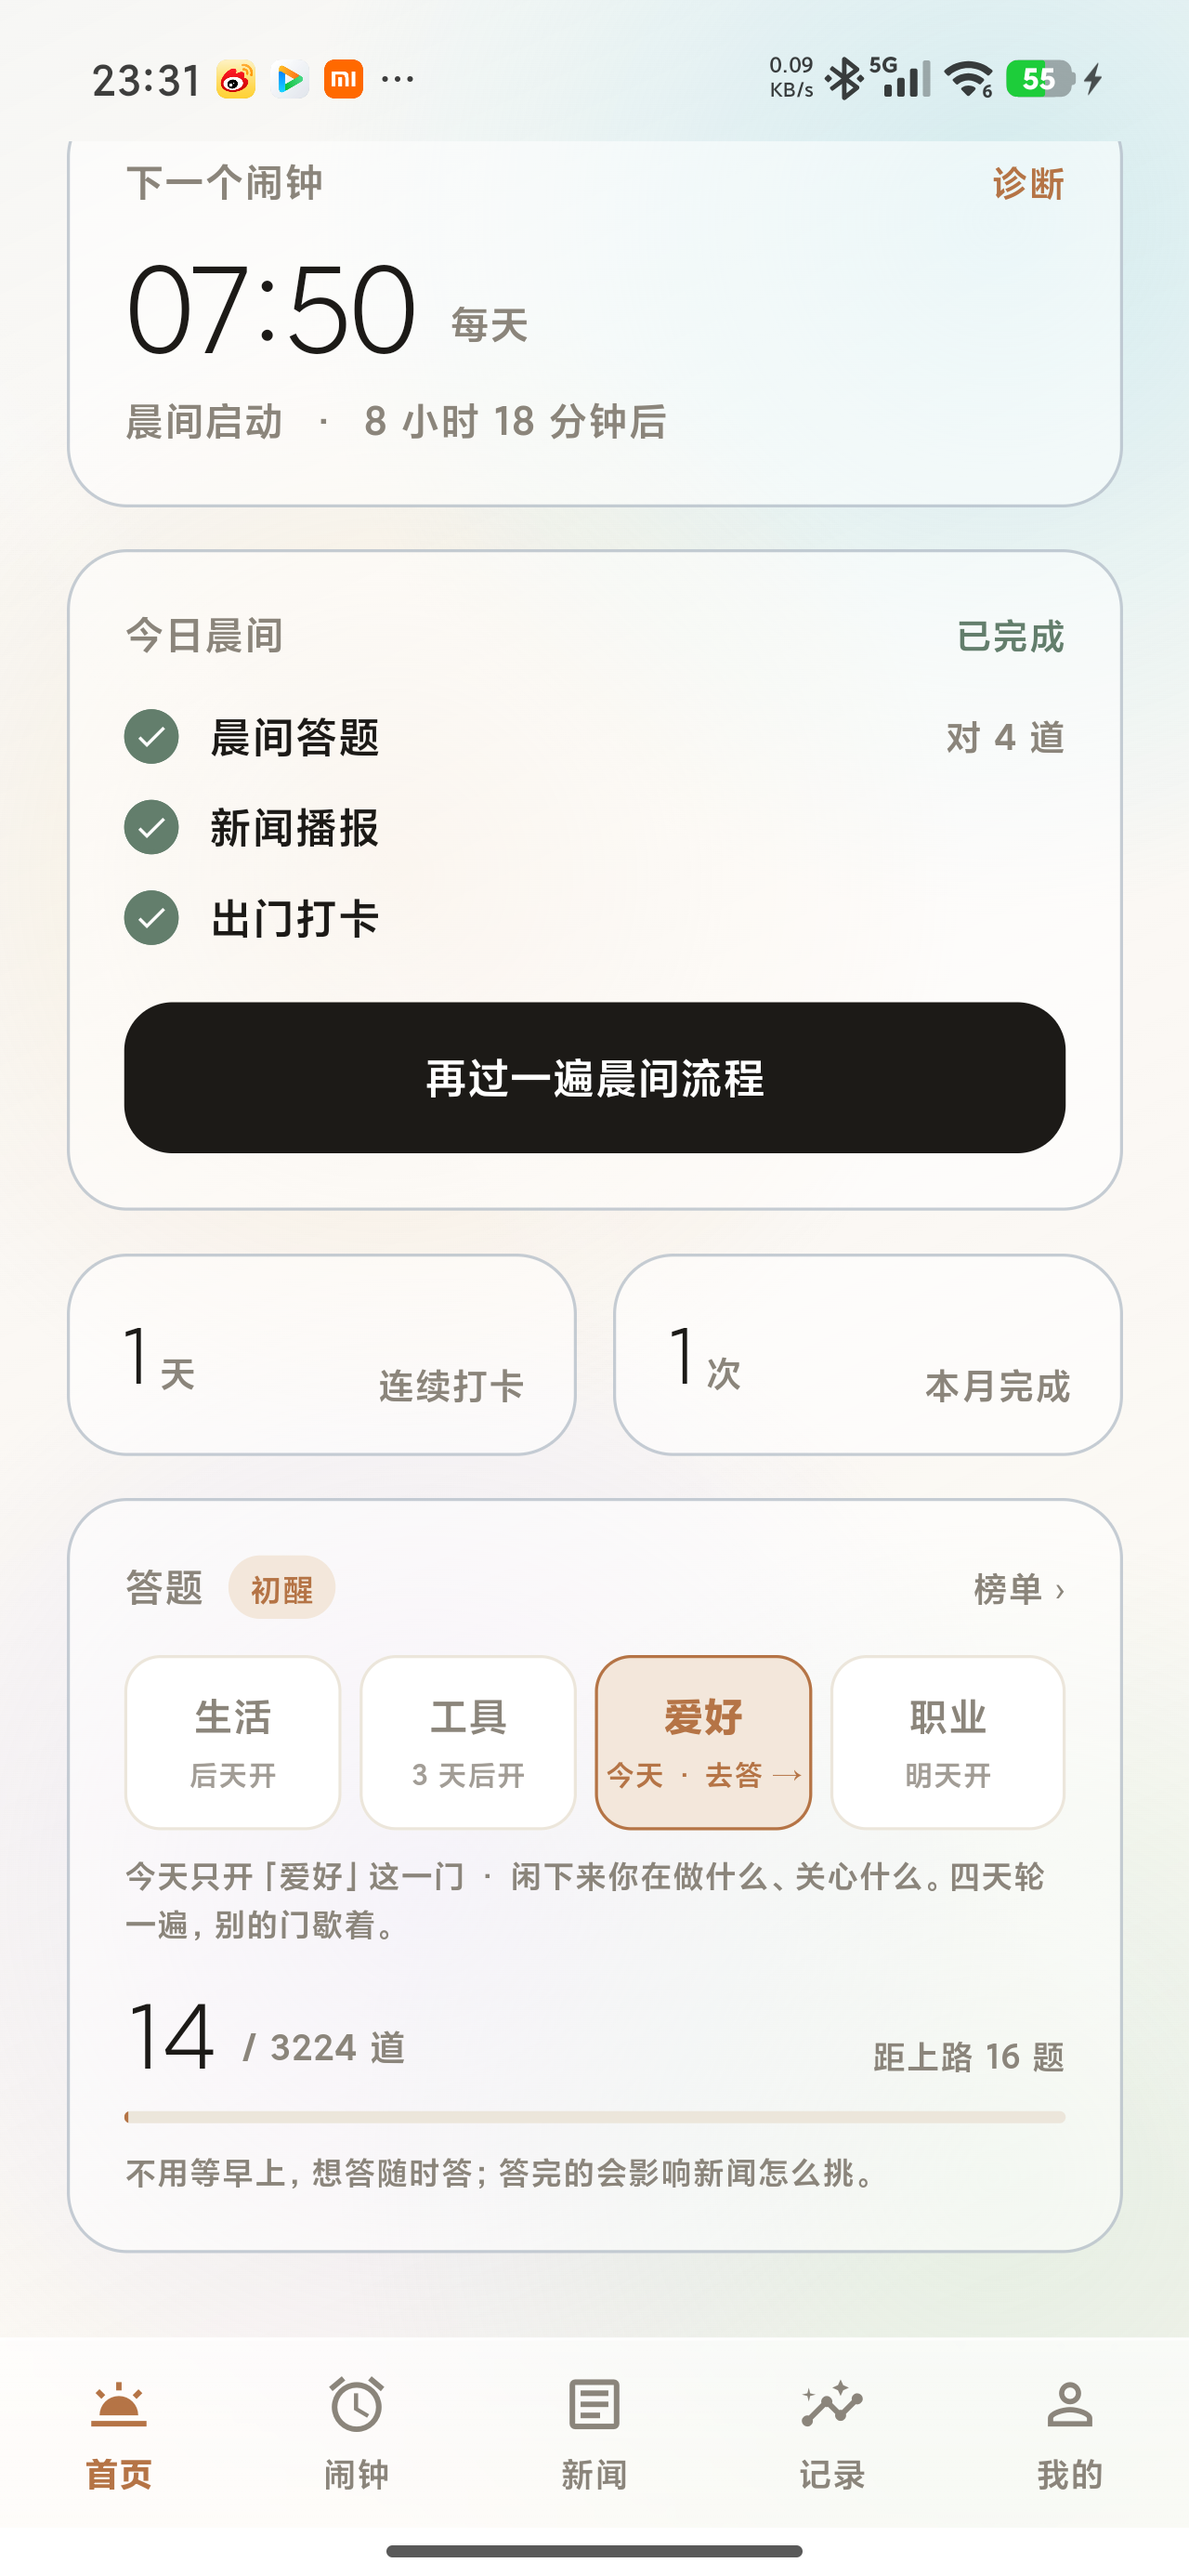 23:31 ··· 0.09 KB/s 5G 6 55
下一个闹钟 诊断
07:50 每天
晨间启动 · 8 小时 18 分钟后
今日晨间 已完成
晨间答题 对 4 道
新闻播报
出门打卡
再过一遍晨间流程
1 天 连续打卡 1 次 本月完成
答题 初醒 榜单 ›
生活 工具 爱好 职业
后天开 3 天后开 今天 · 去答 → 明天开
今天只开「爱好」这一门 · 闲下来你在做什么、关心什么。四天轮
一遍，别的门歇着。
14 / 3224 道 距上路 16 题
不用等早上，想答随时答；答完的会影响新闻怎么挑。
首页 闹钟 新闻 记录 我的